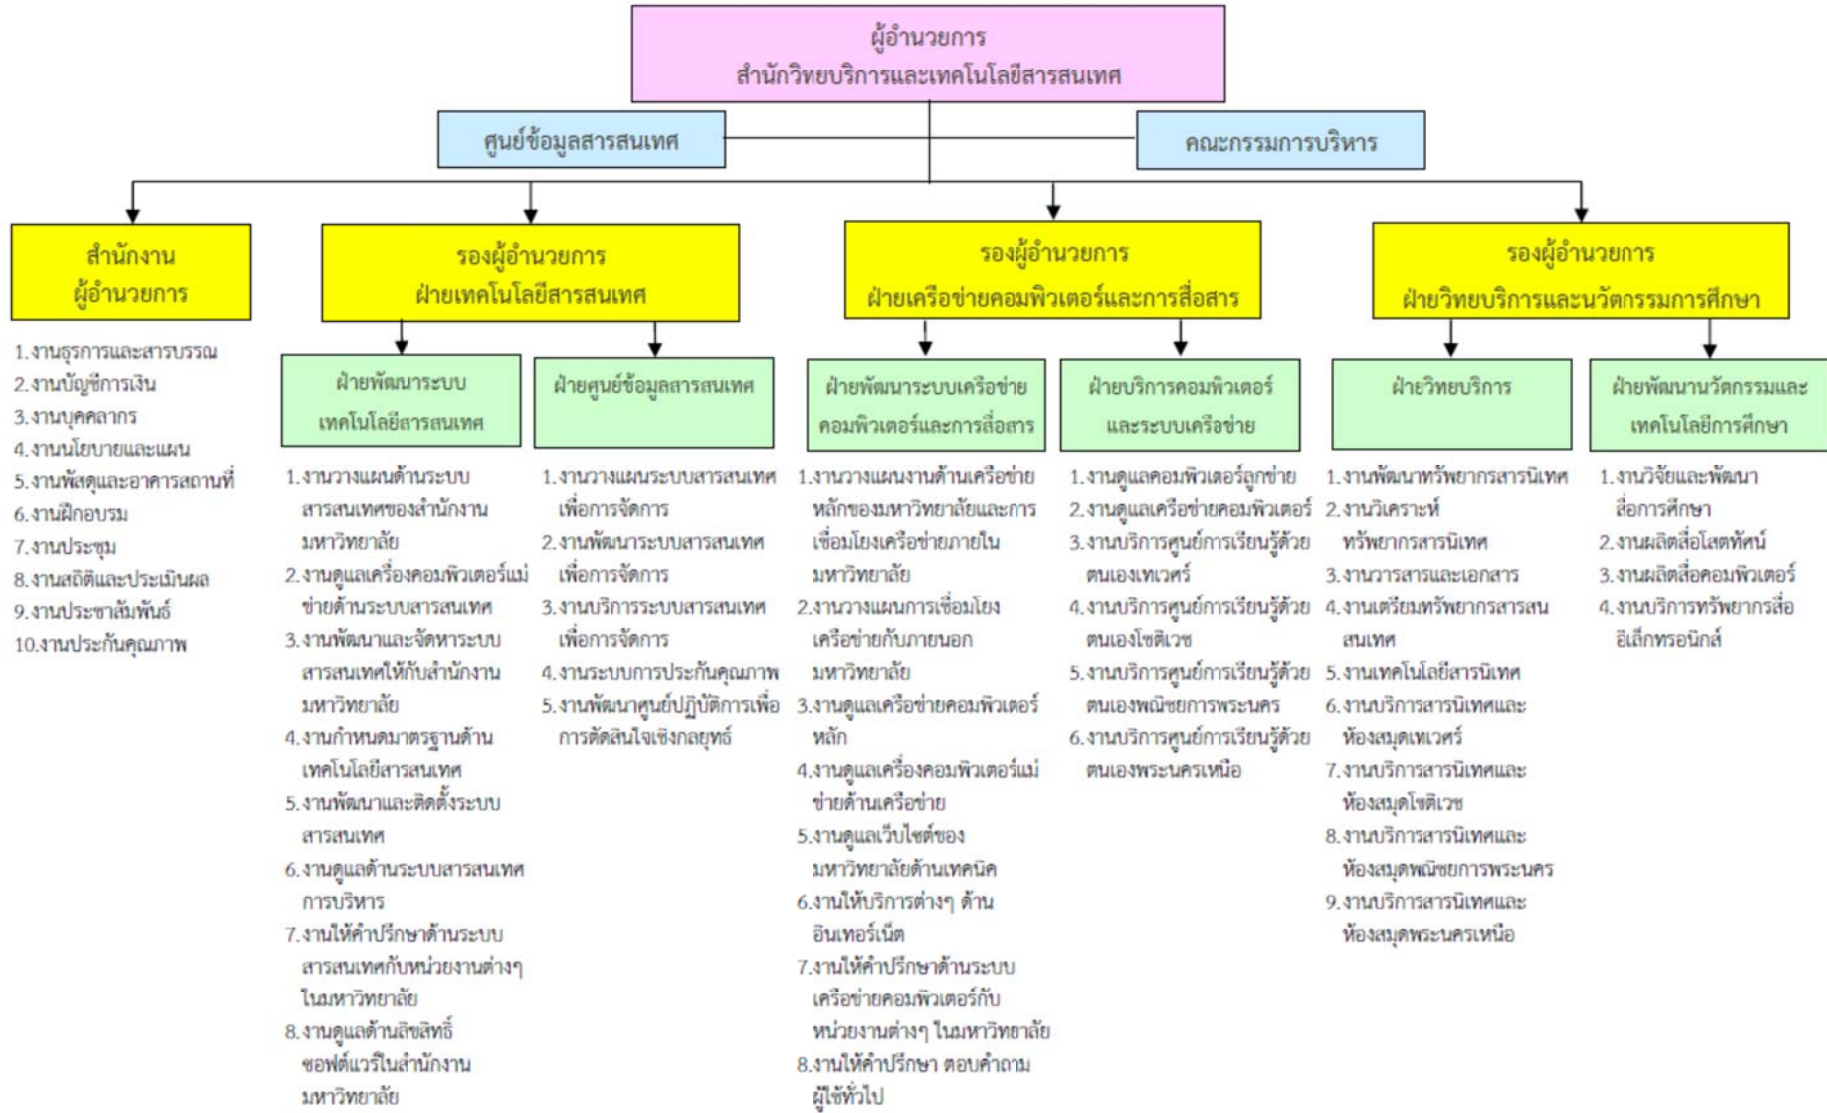 ผู้อำนวยการ
สำนักวิทยบริการและเทคโนโลยีสารสนเทศ
ศูนย์ข้อมูลสารสนเทศ
คณะกรรมการบริหาร
สำนักงาน
ผู้อำนวยการ
1.งานธุรการและสารบรรณ
2.งานบัญชีการเงิน
3.งานบุคคลากร
4.งานนโยบายและแผน
5.งานพัสดุและอาคารสถานที่
6.งานฝึกอบรม
7.งานประชุม
8.งานสถิติและประเมินผล
9.งานประชาสัมพันธ์
10.งานประกันคุณภาพ
รองผู้อำนวยการ
ฝ่ายเทคโนโลยีสารสนเทศ
ฝ่ายพัฒนาระบบ
เทคโนโลยีสารสนเทศ
1.งานวางแผนด้านระบบ
สารสนเทศของสำนักงาน
มหาวิทยาลัย
2.งานดูแลเครื่องคอมพิวเตอร์แม่
ข่ายด้านระบบสารสนเทศ
3.งานพัฒนาและจัดหาระบบ
สารสนเทศให้กับสำนักงาน
มหาวิทยาลัย
4.งานกำหนดมาตรฐานด้าน
เทคโนโลยีสารสนเทศ
5.งานพัฒนาและติดตั้งระบบ
สารสนเทศ
6.งานดูแลด้านระบบสารสนเทศ
การบริหาร
7.งานให้คำปรึกษาด้านระบบ
สารสนเทศกับหน่วยงานต่างๆ
ในมหาวิทยาลัย
8.งานดูแลด้านลิขสิทธิ์
ซอฟต์แวร์ในสำนักงาน
มหาวิทยาลัย
ฝ่ายศูนย์ข้อมูลสารสนเทศ
1.งานวางแผนระบบสารสนเทศ
เพื่อการจัดการ
2.งานพัฒนาระบบสารสนเทศ
เพื่อการจัดการ
3.งานบริการระบบสารสนเทศ
เพื่อการจัดการ
4.งานระบบการประกันคุณภาพ
5.งานพัฒนาศูนย์ปฏิบัติการเพื่อ
การตัดสินใจเชิงกลยุทธ์
รองผู้อำนวยการ
ฝ่ายเครือข่ายคอมพิวเตอร์และการสื่อสาร
ฝ่ายพัฒนาระบบเครือข่าย
คอมพิวเตอร์และการสื่อสาร
1.งานวางแผนงานด้านเครือข่าย
หลักของมหาวิทยาลัยและการ
เชื่อมโยงเครือข่ายภายใน
มหาวิทยาลัย
2.งานวางแผนการเชื่อมโยง
เครือข่ายกับภายนอก
มหาวิทยาลัย
3.งานดูแลเครือข่ายคอมพิวเตอร์
หลัก
4.งานดูแลเครื่องคอมพิวเตอร์แม่
ข่ายด้านเครือข่าย
5.งานดูแลเว็บไซต์ของ
มหาวิทยาลัยด้านเทคนิค
6.งานให้บริการต่างๆ ด้าน
อินเทอร์เน็ต
7.งานให้คำปรึกษาด้านระบบ
เครือข่ายคอมพิวเตอร์กับ
หน่วยงานต่างๆ ในมหาวิทยาลัย
8.งานให้คำปรึกษา ตอบคำถาม
ผู้ใช้ทั่วไป
ฝ่ายบริการคอมพิวเตอร์
และระบบเครือข่าย
1.งานดูแลคอมพิวเตอร์ลูกข่าย
2.งานดูแลเครือข่ายคอมพิวเตอร์
3.งานบริการศูนย์การเรียนรู้ด้วย
ตนเองเทเวศร์
4.งานบริการศูนย์การเรียนรู้ด้วย
ตนเองโชติเวช
5.งานบริการศูนย์การเรียนรู้ด้วย
ตนเองพณิชยการพระนคร
6.งานบริการศูนย์การเรียนรู้ด้วย
ตนเองพระนครเหนือ
รองผู้อำนวยการ
ฝ่ายวิทยบริการและนวัตกรรมการศึกษา
ฝ่ายวิทยบริการ
1.งานพัฒนาทรัพยากรสารนิเทศ
2.งานวิเคราะห์
ทรัพยากรสารนิเทศ
3.งานวารสารและเอกสาร
4.งานเตรียมทรัพยากรสารสน
สนเทศ
5.งานเทคโนโลยีสารนิเทศ
6.งานบริการสารนิเทศและ
ห้องสมุดเทเวศร์
7.งานบริการสารนิเทศและ
ห้องสมุดโชติเวช
8.งานบริการสารนิเทศและ
ห้องสมุดพณิชยการพระนคร
9.งานบริการสารนิเทศและ
ห้องสมุดพระนครเหนือ
ฝ่ายพัฒนานวัตกรรมและ
เทคโนโลยีการศึกษา
1.งานวิจัยและพัฒนา
สื่อการศึกษา
2.งานผลิตสื่อโสตทัศน์
3.งานผลิตสื่อคอมพิวเตอร์
4.งานบริการทรัพยากรสื่อ
อิเล็กทรอนิกส์